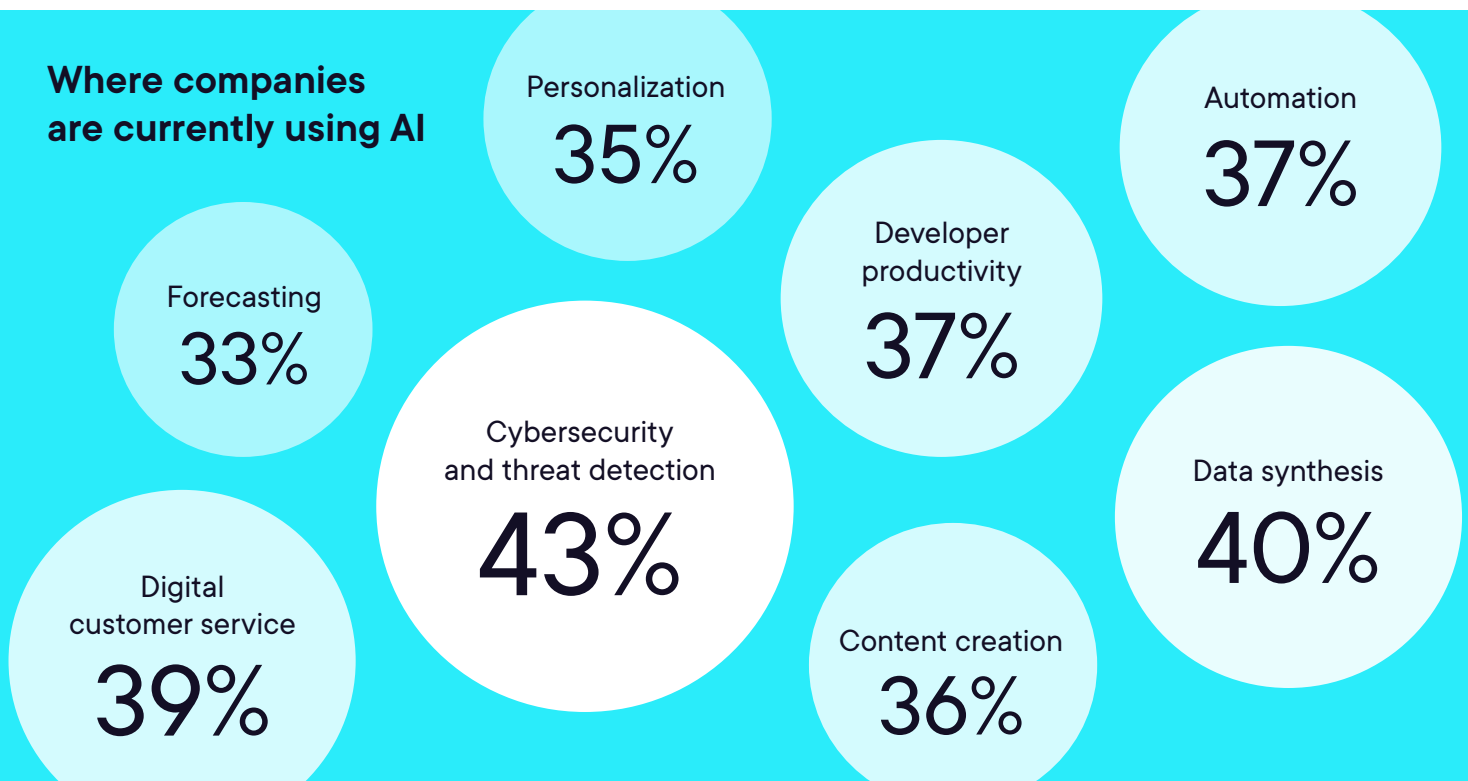 Where companies
are currently using AI
Personalization
35%
Automation
37%
Developer
productivity
37%
Forecasting
33%
Cybersecurity
and threat detection
43%
Data synthesis
40%
Digital
customer service
39%
Content creation
36%